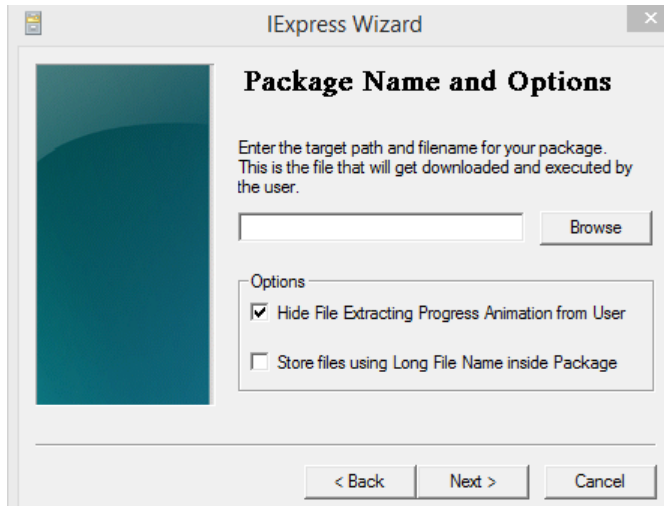 IExpress Wizard
Package Name and Options
Enter the target path and filename for your package.
This is the file that will get downloaded and executed by
the user.
Browse
Options
Hide File Extracting Progress Animation from User
Store files using Long File Name inside Package
< Back Next > Cancel